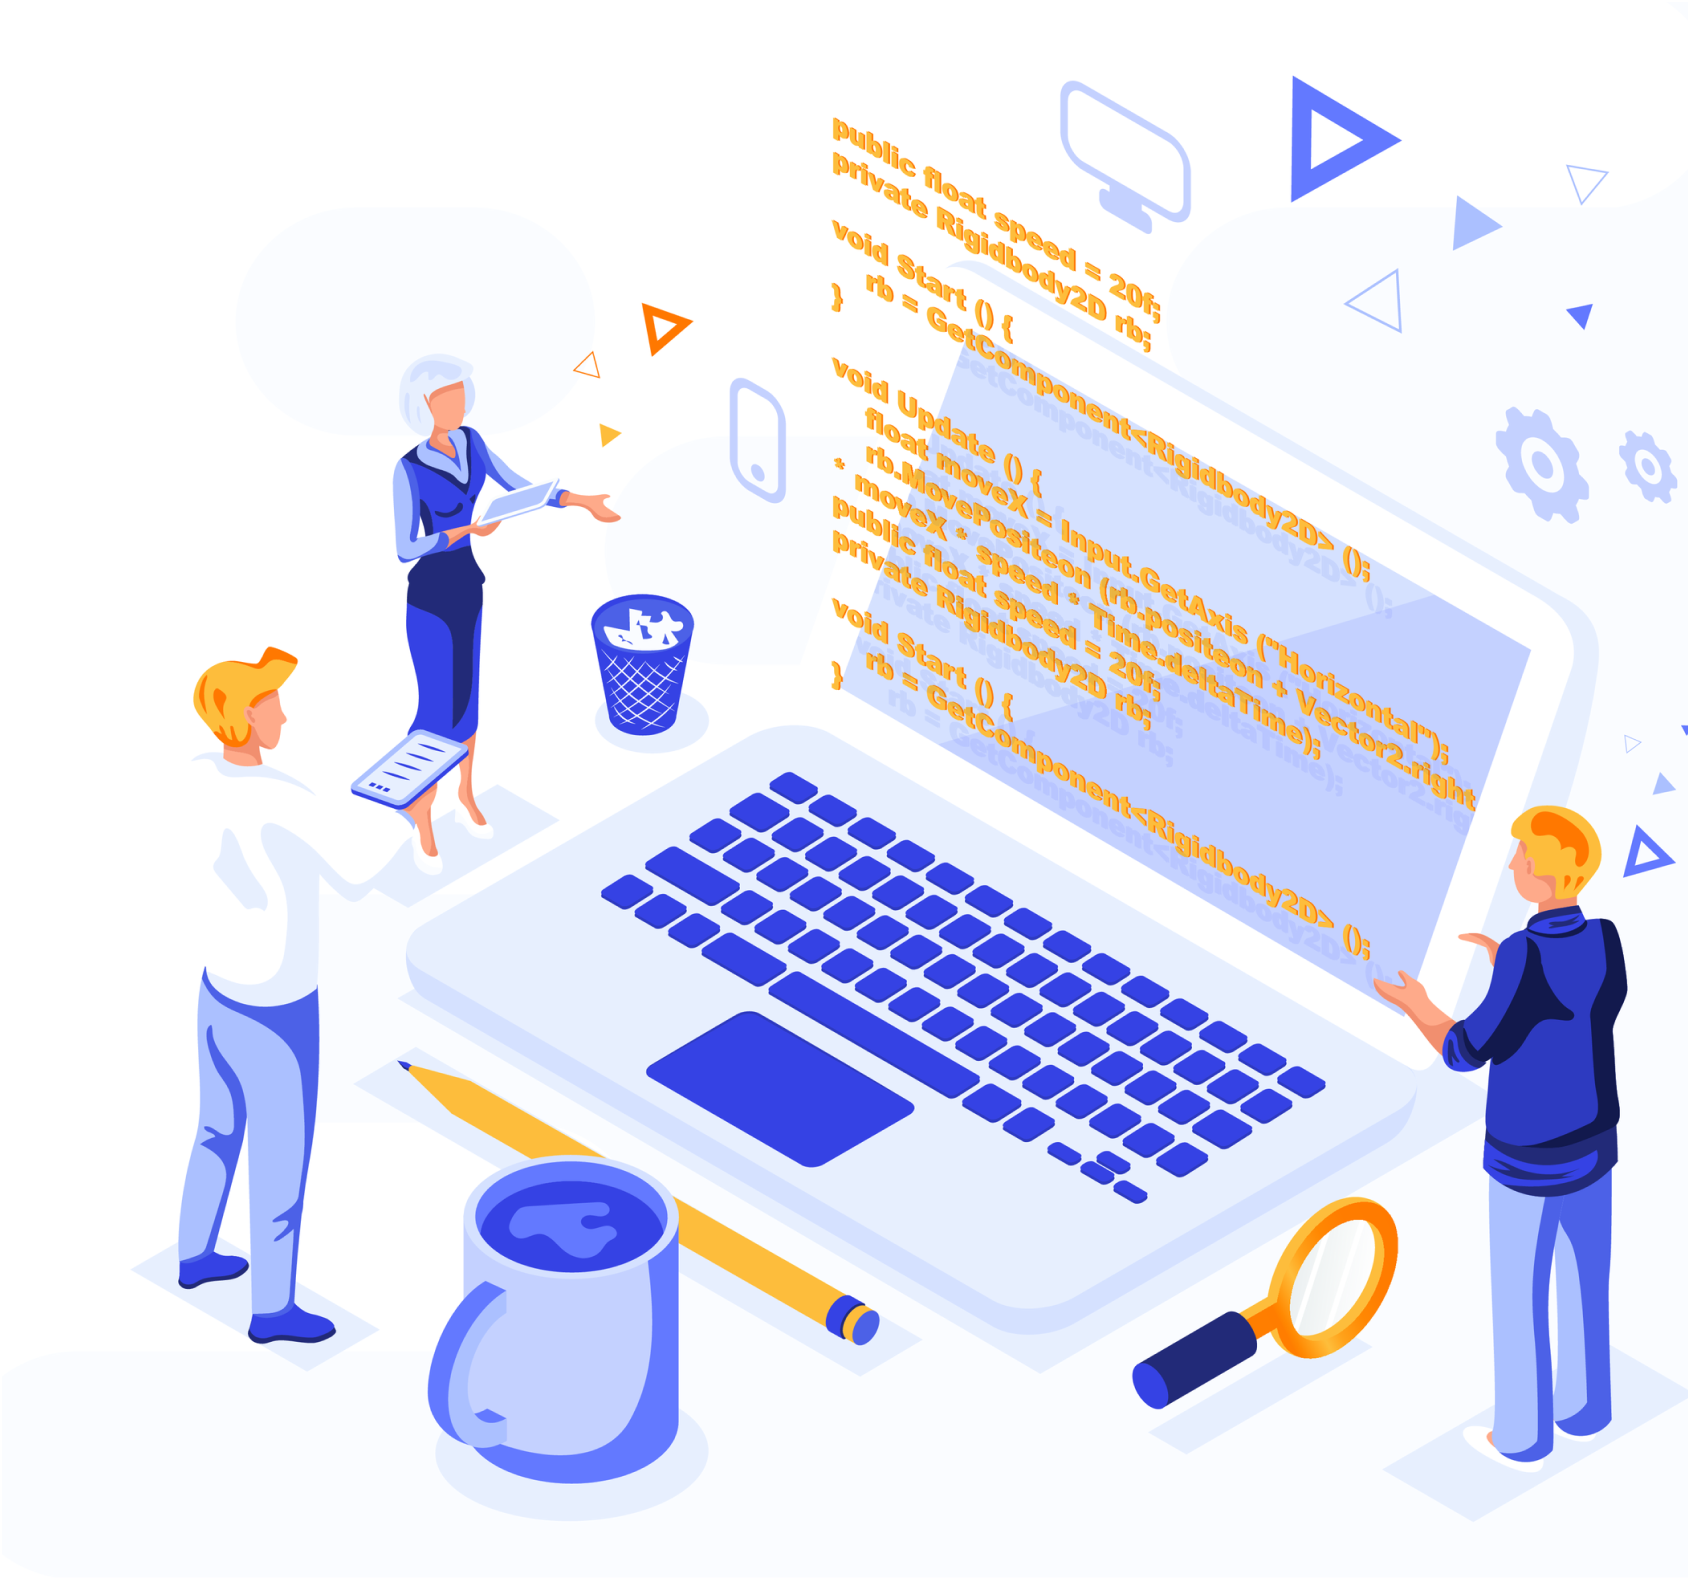 public float speed = 20f;
private Rigidbody2D rb;
void Start () {
rb = GetComponent<Rigidbody2D> ();
}
void Update () {
float moveX = Input.GetAxis ("Horizontal");
rb.MovePositeon (rb.positeon + Vector2.right
* moveX * speed * Time.deltaTime);
public float speed = 20f;
private Rigidbody2D rb;
void Start () {
rb = GetComponent<Rigidbody2D> ();
}